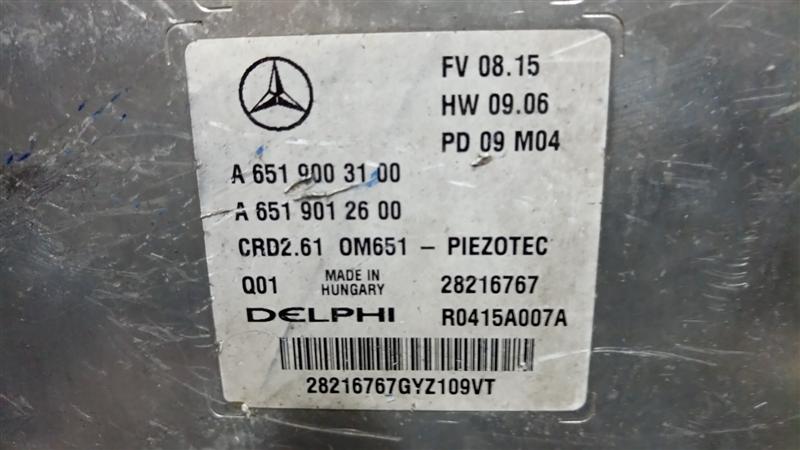 FV 08.15
HW 09.06
PD 09 M04
A 651 900 31 00
A 651 901 26 00
CRD2.61 OM651 - PIEZOTEC
Q01 MADE IN HUNGARY 28216767
DELPHI R0415A007A
28216767GYZ109VT